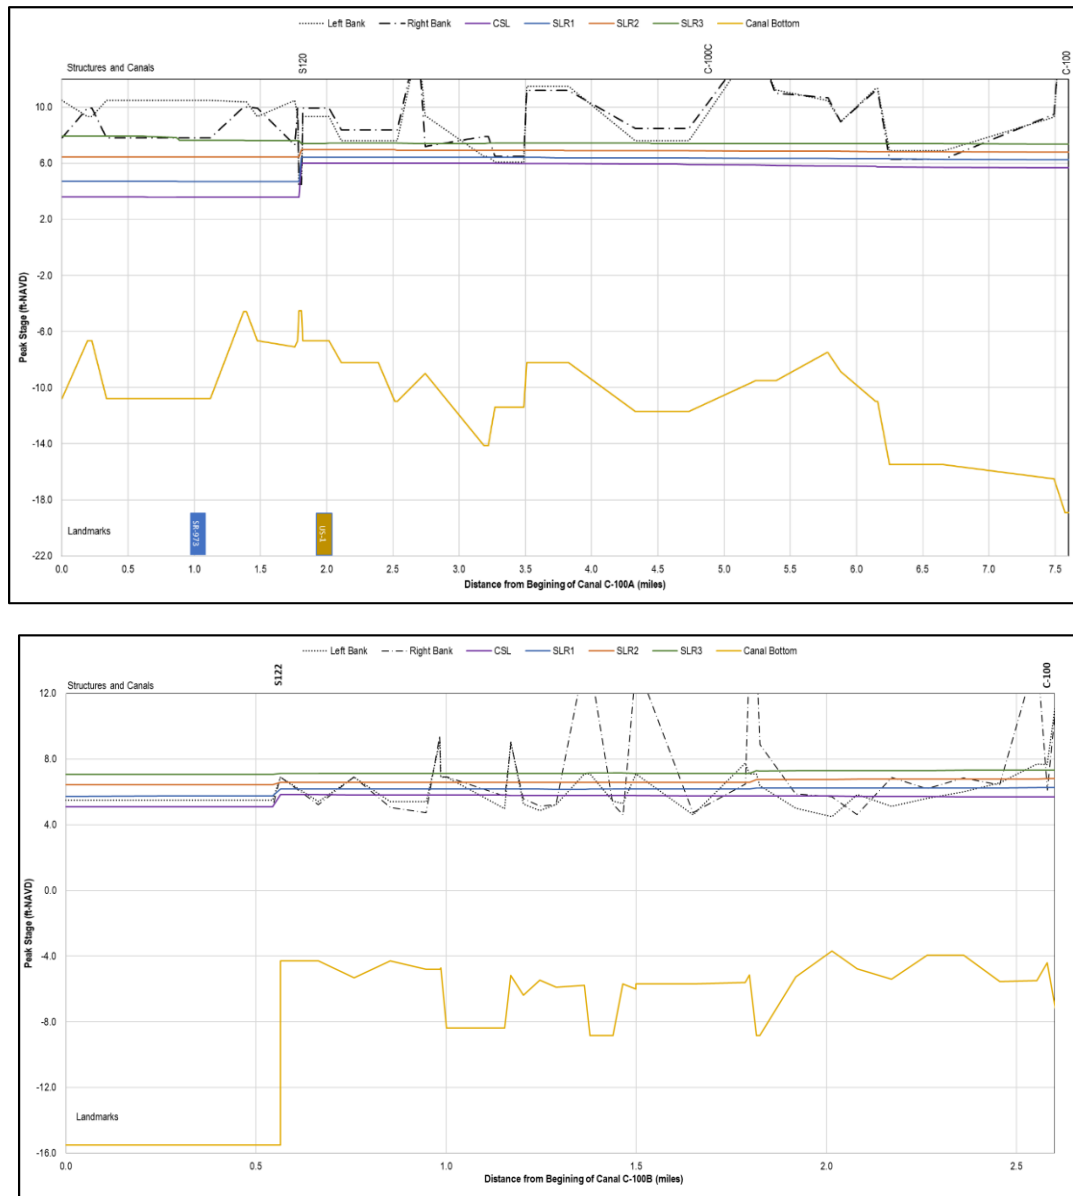 Left Bank Right Bank CSL SLR1 SLR2 SLR3 Canal Bottom
Structures and Canals
S120
C-100C
C-100
10.0
6.0
2.0
-2.0
-6.0
-10.0
-14.0
-18.0
-22.0
Peak Stage (ft-NAVD)
Landmarks
SR-973
US-1
0.0 0.5 1.0 1.5 2.0 2.5 3.0 3.5 4.0 4.5 5.0 5.5 6.0 6.5 7.0 7.5
Distance from Begining of Canal C-100A (miles)
Left Bank Right Bank CSL SLR1 SLR2 SLR3 Canal Bottom
Structures and Canals
S122
C-100
12.0
8.0
4.0
0.0
-4.0
-8.0
-12.0
-16.0
Peak Stage (ft-NAVD)
Landmarks
0.0 0.5 1.0 1.5 2.0 2.5
Distance from Begining of Canal C-100B (miles)